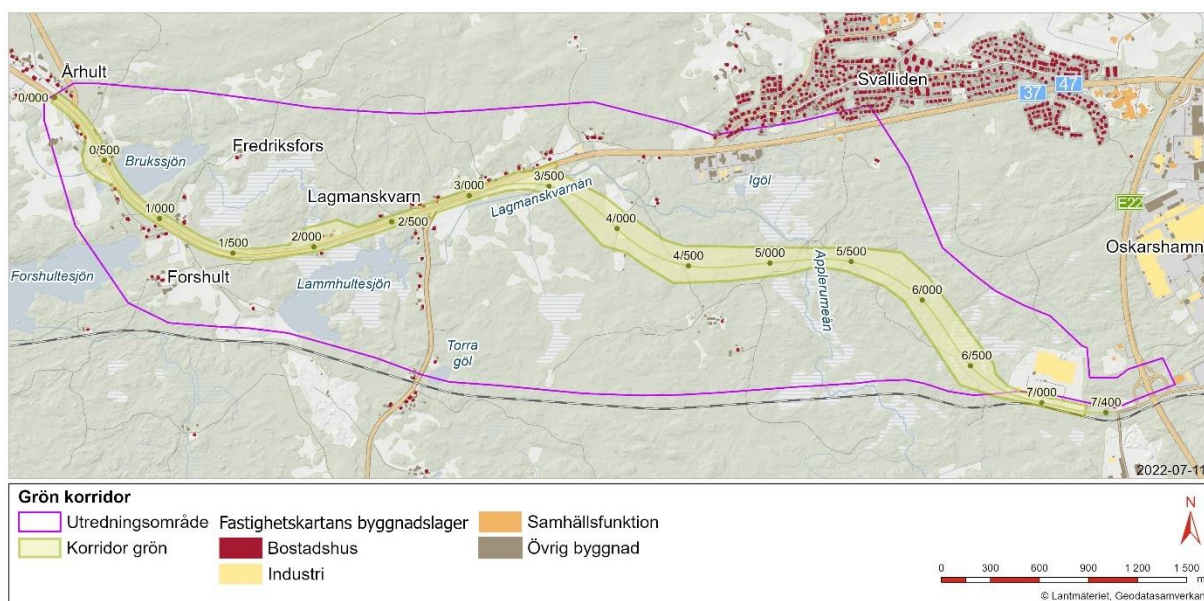 Århult
0/000
Svalliden
37
47
0/500
Brukssjön
Fredriksfors
Igöl
E22
Lagmanskvarn
3/000
3/500
Lagmanskvarnån
1/000
2/500
4/000
Oskarshamn
1/500
2/000
4/500
5/000
5/500
Applerumeån
Forshultesjön
Forshult
Lammhultesjön
6/000
Torra
göl
6/500
7/000
7/400
2022-07-11
Grön korridor
Utredningsområde
Korridor grön
Fastighetskartans byggnadslager
Bostadshus
Industri
Samhällsfunktion
Övrig byggnad
N
0 300 600 900 1 200 1 500
m
© Lantmäteriet, Geodatasamverkan